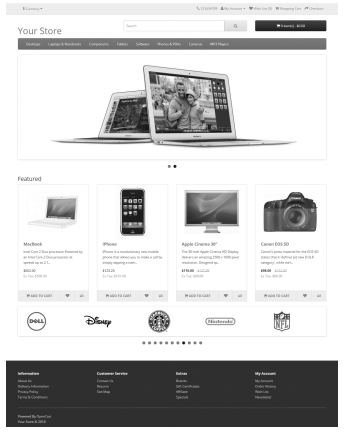 $ Currency
123456789 My Account Wish List (0) Shopping Cart Checkout
Your Store
Search
0 item(s) - $0.00
Desktops Laptops & Notebooks Components Tablets Software Phones & PDAs Cameras MP3 Players
Featured
MacBook
Intel Core 2 Duo processor Powered by
an Intel Core 2 Duo processor at
speeds up to 2.1..
$602.00
Ex Tax: $500.00
ADD TO CART
iPhone
iPhone is a revolutionary new mobile
phone that allows you to make a call by
simply tapping a nam..
$123.20
Ex Tax: $101.00
ADD TO CART
Apple Cinema 30"
The 30-inch Apple Cinema HD Display
delivers an amazing 2560 x 1600 pixel
resolution. Designed sp..
$110.00 $122.00
Ex Tax: $90.00
ADD TO CART
Canon EOS 5D
Canon's press material for the EOS 5D
states that it 'defines (a) new D-SLR
category', while we're..
$98.00 $122.00
Ex Tax: $80.00
ADD TO CART
DELL
Disney
Nintendo
NFL
Information
About Us
Delivery Information
Privacy Policy
Terms & Conditions
Customer Service
Contact Us
Returns
Site Map
Extras
Brands
Gift Certificates
Affiliate
Specials
My Account
My Account
Order History
Wish List
Newsletter
Powered By OpenCart
Your Store © 2018